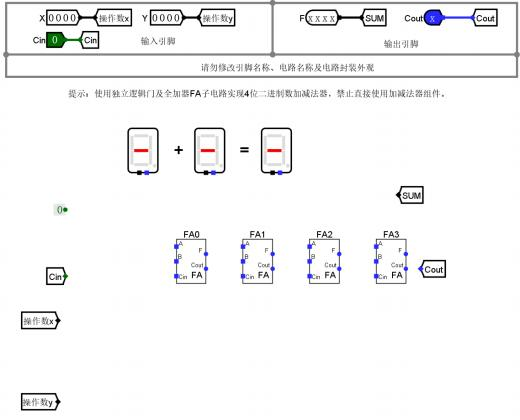 X 0000 操作数x Y 0000 操作数y F xxxx SUM Cout x Cout
Cin 0 Cin 输入引脚 输出引脚
请勿修改引脚名称、电路名称及电路封装外观
提示：使用独立逻辑门及全加器FA子电路实现4位二进制数加减法器，禁止直接使用加减法器组件。
+ =
SUM
0
FA0 FA1 FA2 FA3
A A A A
F F F F
B B B B
Cout Cout Cout Cout
Cin FA Cin FA Cin FA Cin FA
Cin Cout
操作数x
操作数y